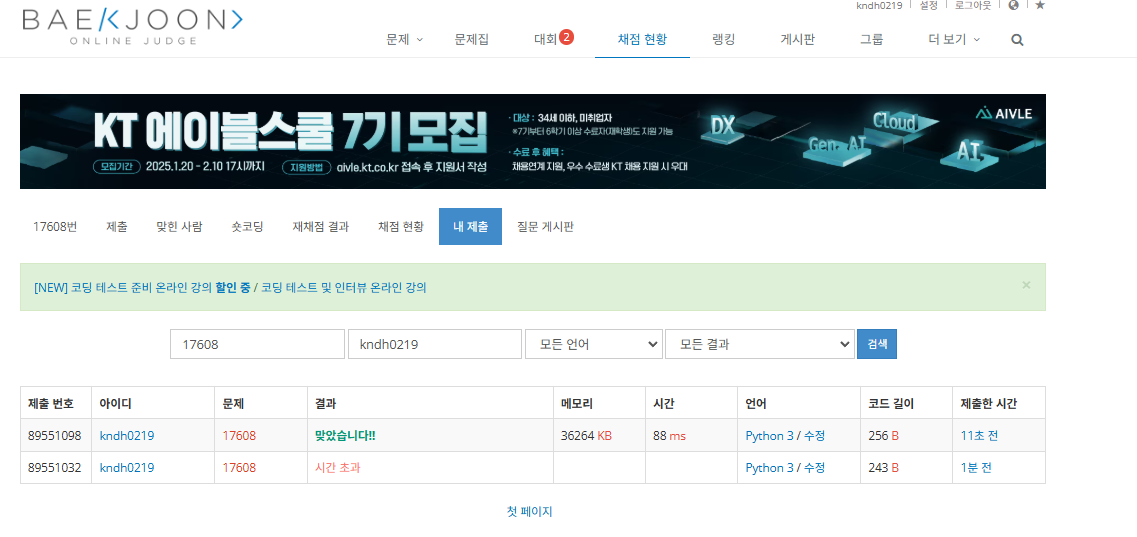 kndh0219 | 설정 | 로그아웃 |
BAEKJOON>
ONLINE JUDGE
문제 문제집 대회 2 채점 현황 랭킹 게시판 그룹 더 보기
KT 에이블스쿨 7기 모집
모집기간 2025.1.20 - 2.10 17시까지 지원방법 aivle.kt.co.kr 접속 후 지원서 작성
· 대상 : 34세 이하, 미취업자
※7기부터 6학기 이상 수료자(재학생)도 지원 가능
· 수료 후 혜택 :
채용연계 지원, 우수 수료생 KT 채용 지원 시 우대
DX
Gen AI
Cloud
AI
AIVLE
17608번 제출 맞힌 사람 숏코딩 재채점 결과 채점 현황 내 제출 질문 게시판
[NEW] 코딩 테스트 준비 온라인 강의 할인 중 / 코딩 테스트 및 인터뷰 온라인 강의 ×
17608 kndh0219 모든 언어 모든 결과 검색
제출 번호 아이디 문제 결과 메모리 시간 언어 코드 길이 제출한 시간
89551098 kndh0219 17608 맞았습니다!! 36264 KB 88 ms Python 3 / 수정 256 B 11초 전
89551032 kndh0219 17608 시간 초과 Python 3 / 수정 243 B 1분 전
첫 페이지